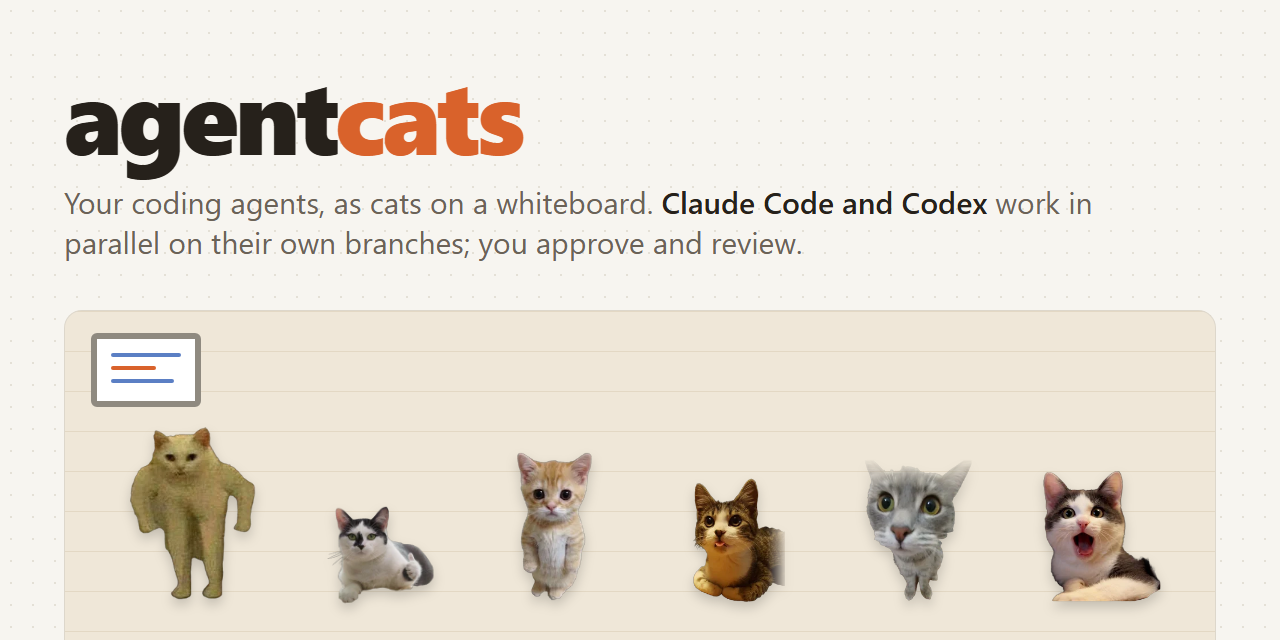 agentcats
Your coding agents, as cats on a whiteboard. Claude Code and Codex work in
parallel on their own branches; you approve and review.